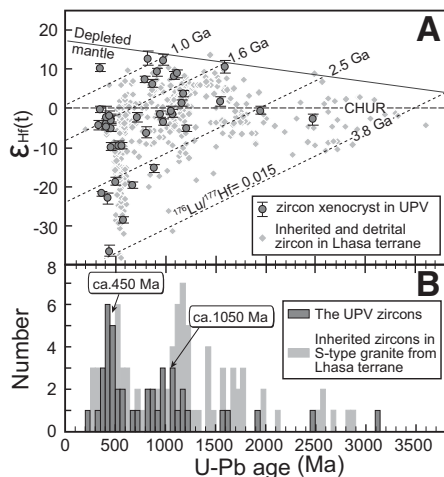 A
20
10
0
-10
-20
-30
εHf(t)
Depleted
mantle
1.0 Ga
1.6 Ga
2.5 Ga
3.8 Ga
CHUR
¹⁷⁶Lu/¹⁷⁷Hf= 0.015
zircon xenocryst in UPV
Inherited and detrital
zircon in Lhasa terrane
B
8
6
4
2
0
Number
ca.450 Ma
ca.1050 Ma
The UPV zircons
Inherited zircons in
S-type granite from
Lhasa terrane
0 500 1000 1500 2000 2500 3000 3500
U-Pb age (Ma)